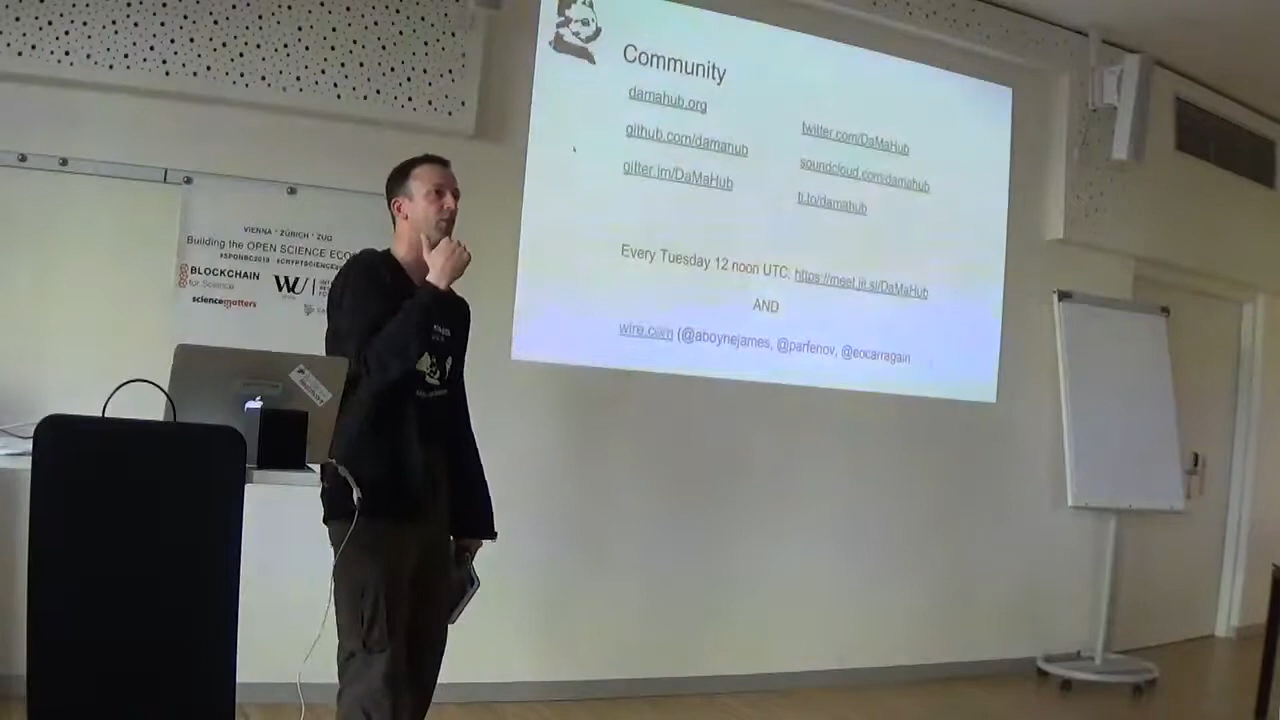 Community
damahub.org
github.com/damahub
gitter.im/DaMaHub
twitter.com/DaMaHub
soundcloud.com/damahub
ti.to/damahub
Every Tuesday 12 noon UTC: https://meet.jit.si/DaMaHub
AND
wire.com (@aboynejames, @parfenov, @eocarragain
VIENNA * ZÜRICH * ZUG
Building the OPEN SCIENCE ECO
BLOCKCHAIN
for Science
WU
sciencematters